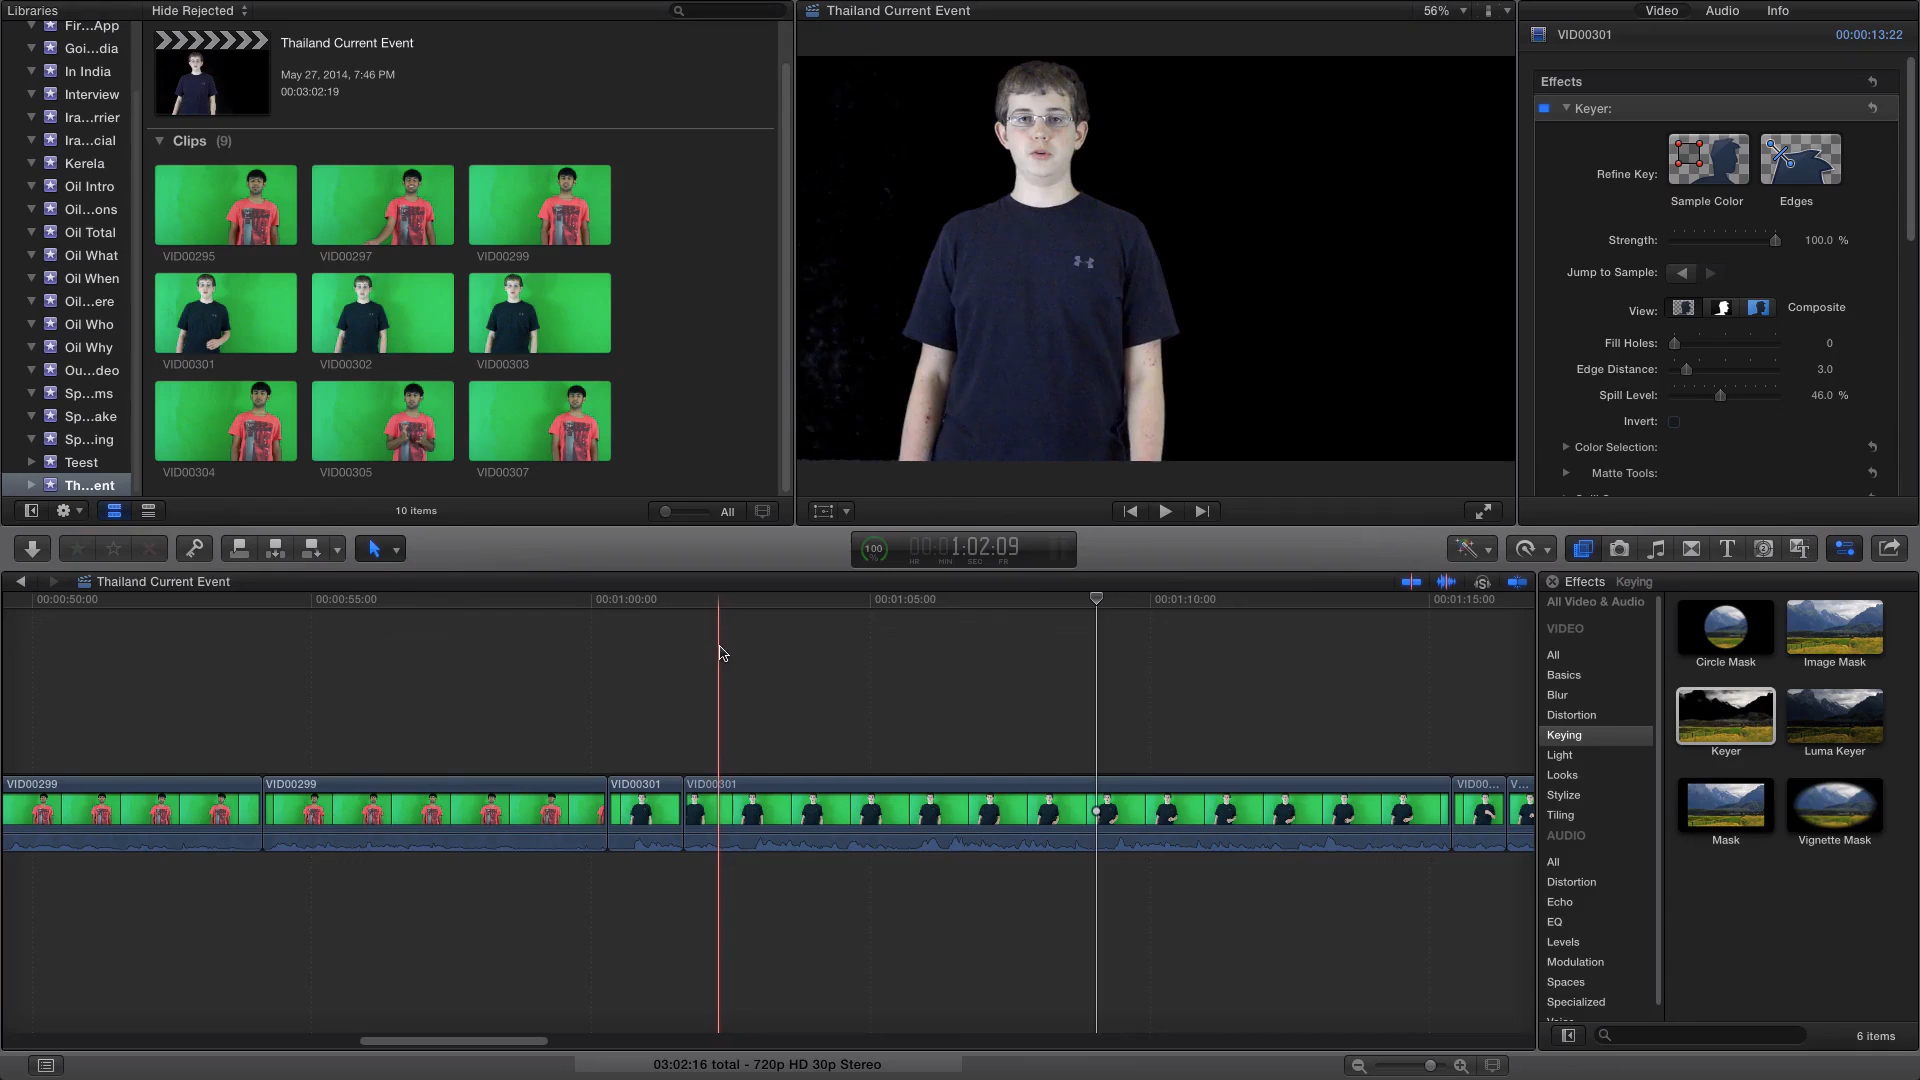 Libraries
Hide Rejected
Fir...App
Goi...dia
In India
Interview
Ira...rrier
Ira...cial
Kerela
Oil Intro
Oil...ons
Oil Total
Oil What
Oil When
Oil...ere
Oil Who
Oil Why
Ou...deo
Sp...ms
Sp...ake
Sp...ing
Teest
Th...ent
Thailand Current Event
May 27, 2014, 7:46 PM
00:03:02:19
Clips (9)
VID00295
VID00297
VID00299
VID00301
VID00302
VID00303
VID00304
VID00305
VID00307
10 items
All
Thailand Current Event
56%
Video
Audio
Info
VID00301
00:00:13:22
Effects
Keyer:
Refine Key:
Sample Color
Edges
Strength:
100.0 %
Jump to Sample:
View:
Composite
Fill Holes:
0
Edge Distance:
3.0
Spill Level:
46.0 %
Invert:
Color Selection:
Matte Tools:
100
%
00:01:02:09
HR MIN SEC FR
Thailand Current Event
00:00:50:00
00:00:55:00
00:01:00:00
00:01:05:00
00:01:10:00
00:01:15:00
VID00299
VID00299
VID00301
VID00301
VID00...
V...
Effects
Keying
All Video & Audio
VIDEO
All
Basics
Blur
Distortion
Keying
Light
Looks
Stylize
Tiling
AUDIO
All
Distortion
Echo
EQ
Levels
Modulation
Spaces
Specialized
Circle Mask
Image Mask
Keyer
Luma Keyer
Mask
Vignette Mask
6 items
03:02:16 total - 720p HD 30p Stereo